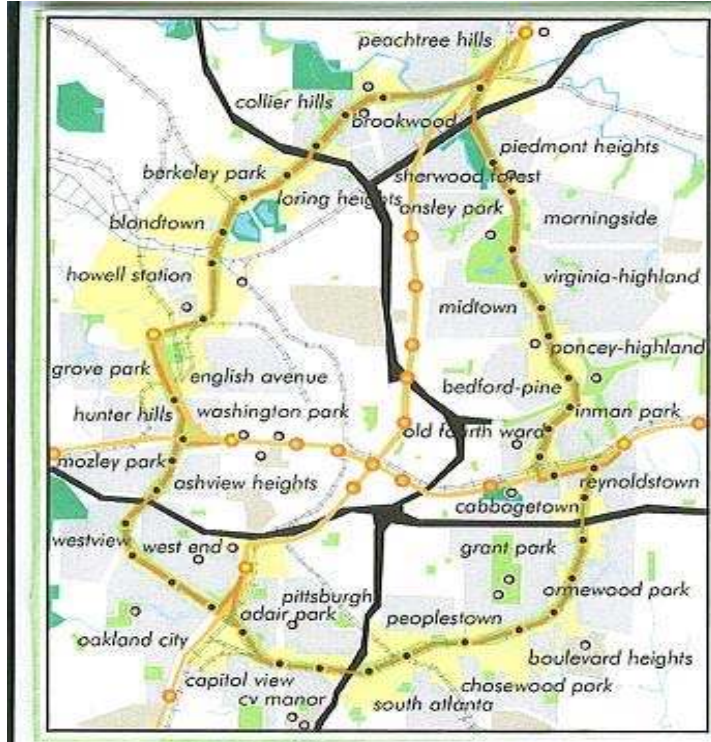 peachtree hills
collier hills
brookwood
piedmont heights
berkeley park
sherwood forest
loring heights
ansley park
blandtown
morningside
howell station
virginia-highland
midtown
poncey-highland
grove park
english avenue
bedford-pine
hunter hills
washington park
inman park
old fourth ward
mozley park
ashview heights
reynoldstown
cabbagetown
westview
west end
grant park
pittsburgh
ormewood park
adair park
peoplestown
oakland city
boulevard heights
capitol view
chosewood park
cv manor
south atlanta